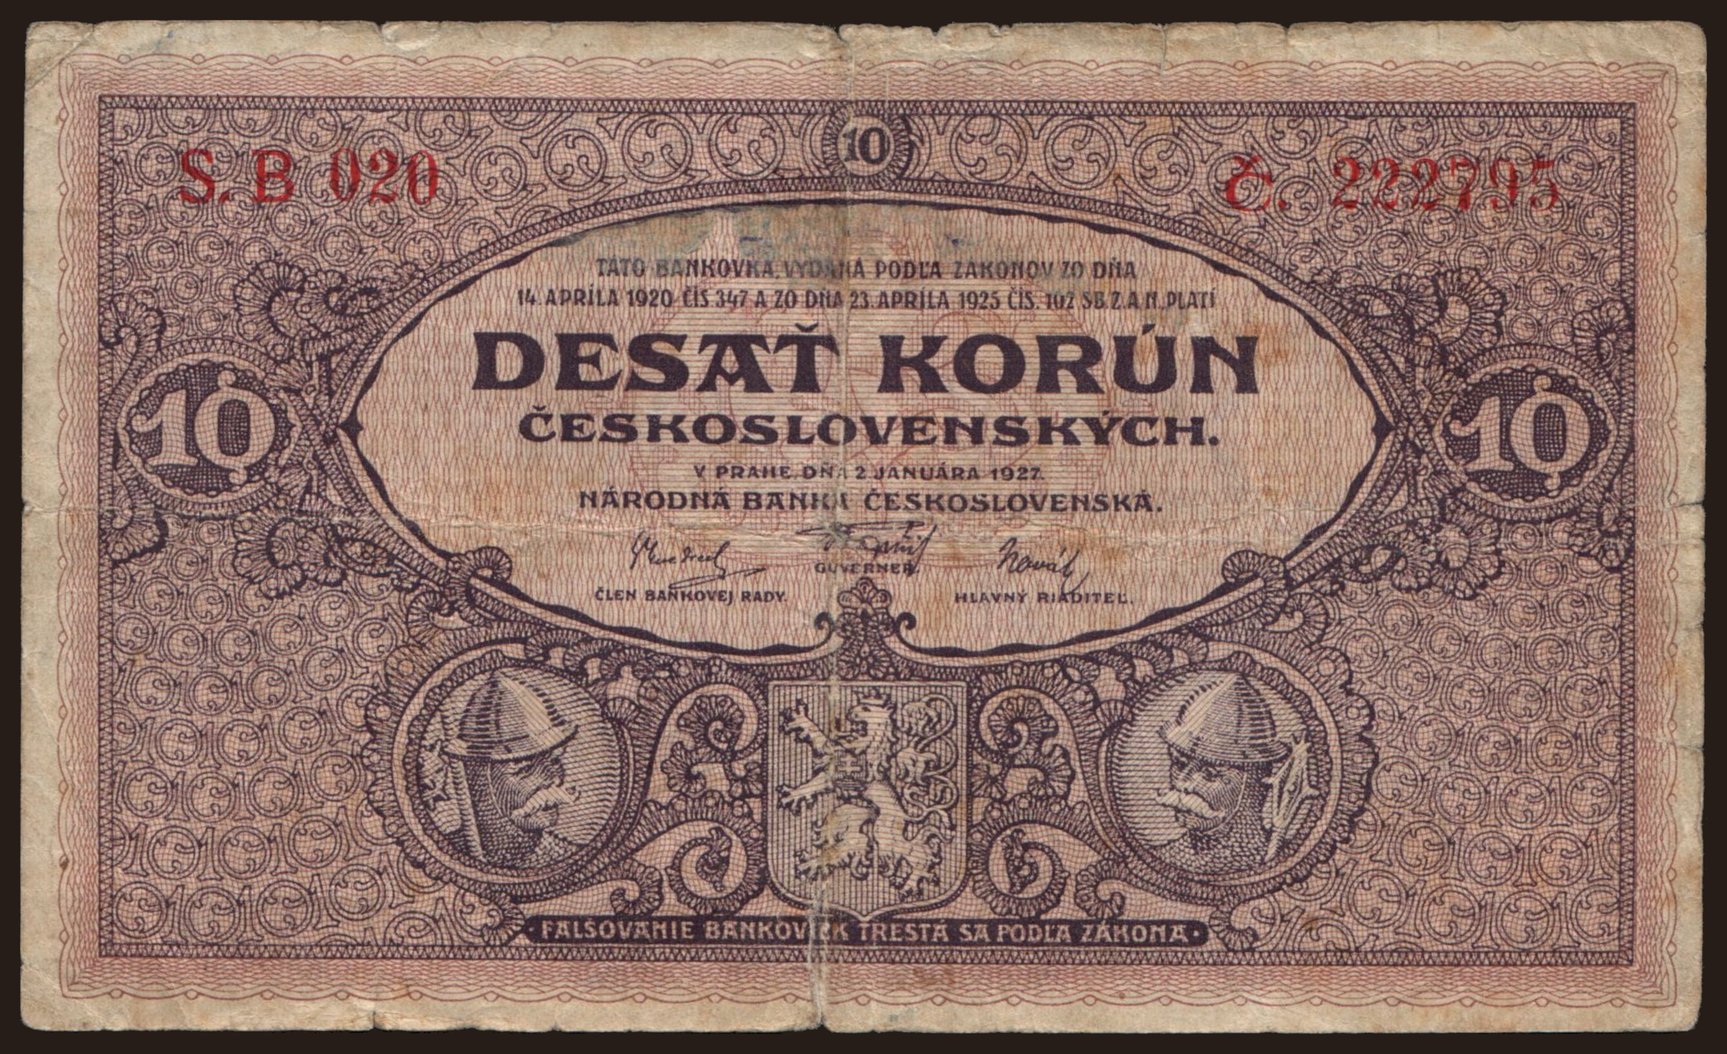 10
S. B 020
Č. 222795
TÁTO BANKOVKA, VYDANÁ PODĽA ZÁKONOV ZO DŇA
14. APRÍLA 1920 ČÍS 347 A ZO DŇA 23. APRÍLA 1925 ČÍS. 102 SB. Z. A N. PLATÍ
DESAŤ KORÚN
ČESKOSLOVENSKÝCH.
10
10
V PRAHE, DŇA 2 JANUÁRA 1927.
NÁRODNÁ BANKA ČESKOSLOVENSKÁ.
Novák
GUVERNER.
ČLEN BANKOVEJ RADY.
HLAVNÝ RIADITEĽ.
FALŠOVANIE BANKOVIEK TRESTÁ SA PODĽA ZÁKONA